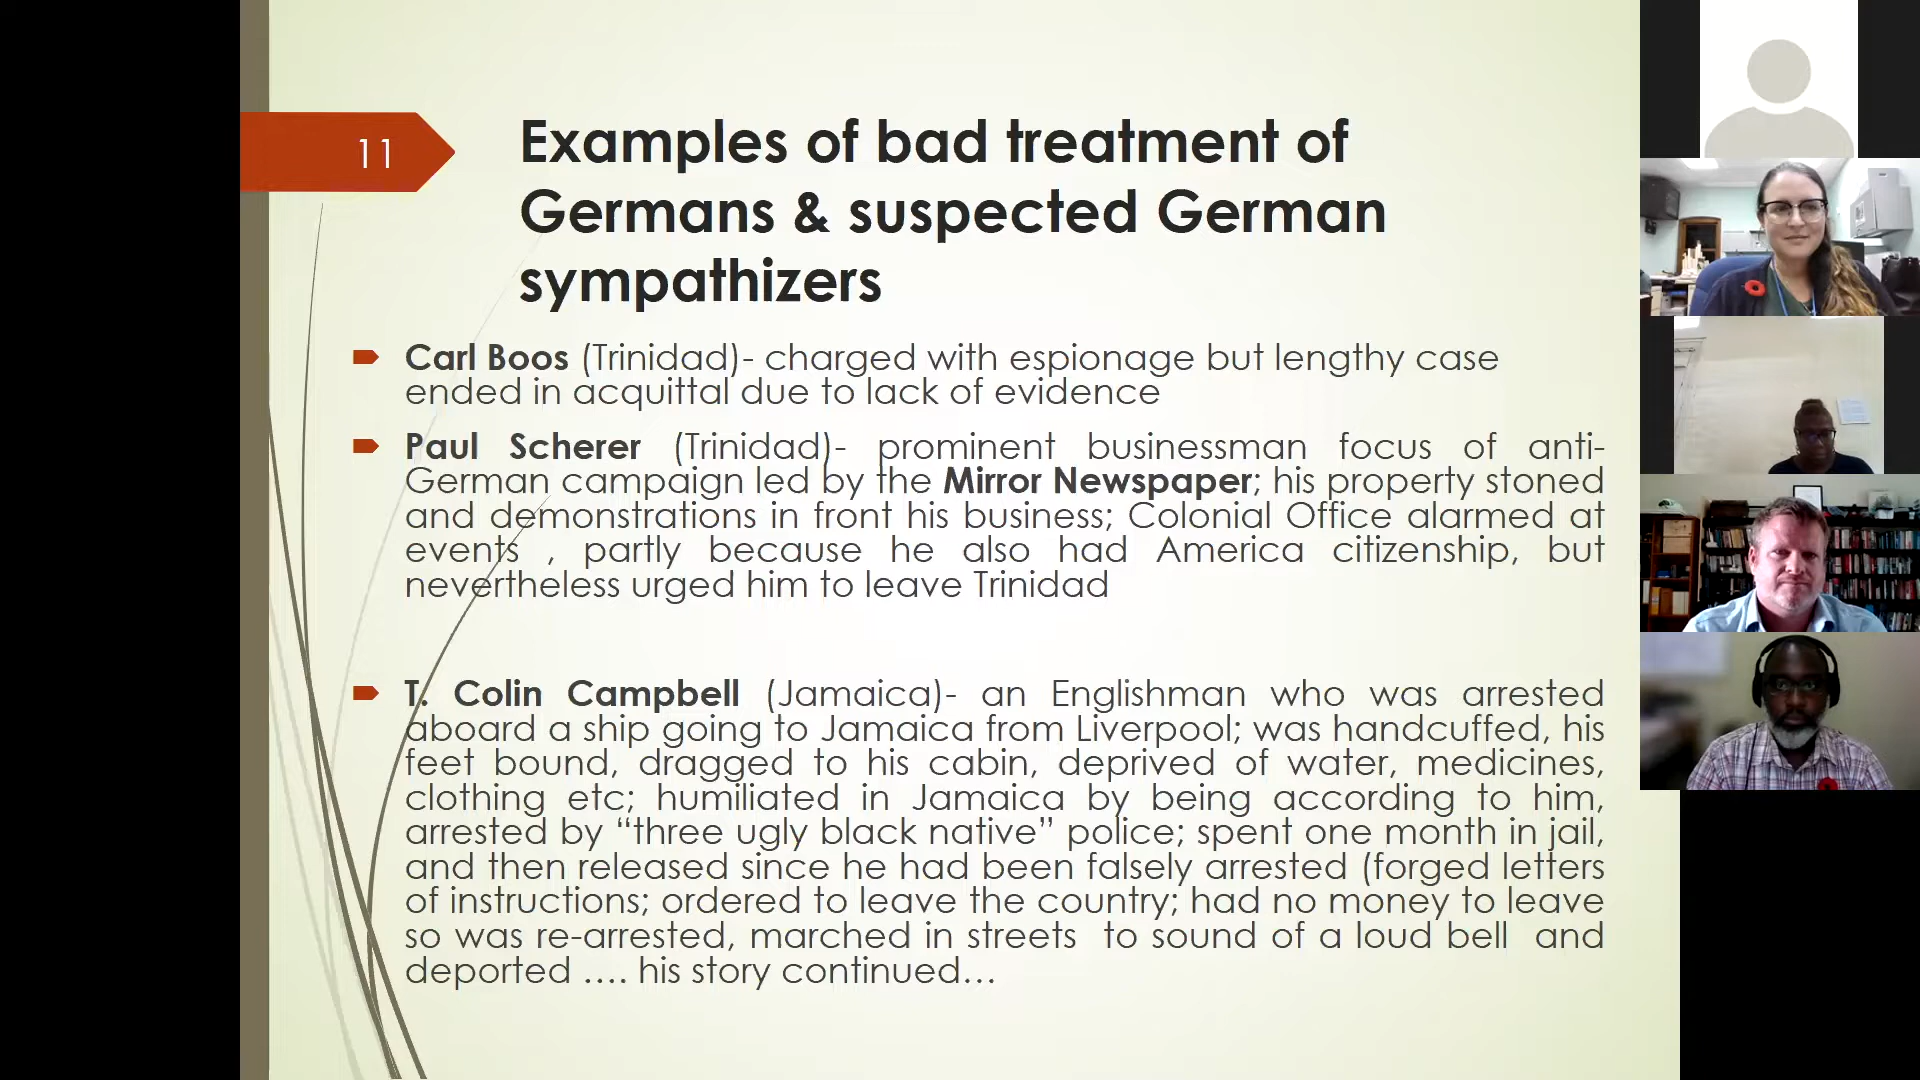 11
Examples of bad treatment of
Germans & suspected German
sympathizers
Carl Boos (Trinidad)- charged with espionage but lengthy case
ended in acquittal due to lack of evidence
Paul Scherer (Trinidad)- prominent businessman focus of anti-
German campaign led by the Mirror Newspaper; his property stoned
and demonstrations in front his business; Colonial Office alarmed at
events , partly because he also had America citizenship, but
nevertheless urged him to leave Trinidad
T. Colin Campbell (Jamaica)- an Englishman who was arrested
aboard a ship going to Jamaica from Liverpool; was handcuffed, his
feet bound, dragged to his cabin, deprived of water, medicines,
clothing etc; humiliated in Jamaica by being according to him,
arrested by “three ugly black native” police; spent one month in jail,
and then released since he had been falsely arrested (forged letters
of instructions; ordered to leave the country; had no money to leave
so was re-arrested, marched in streets to sound of a loud bell and
deported …. his story continued…